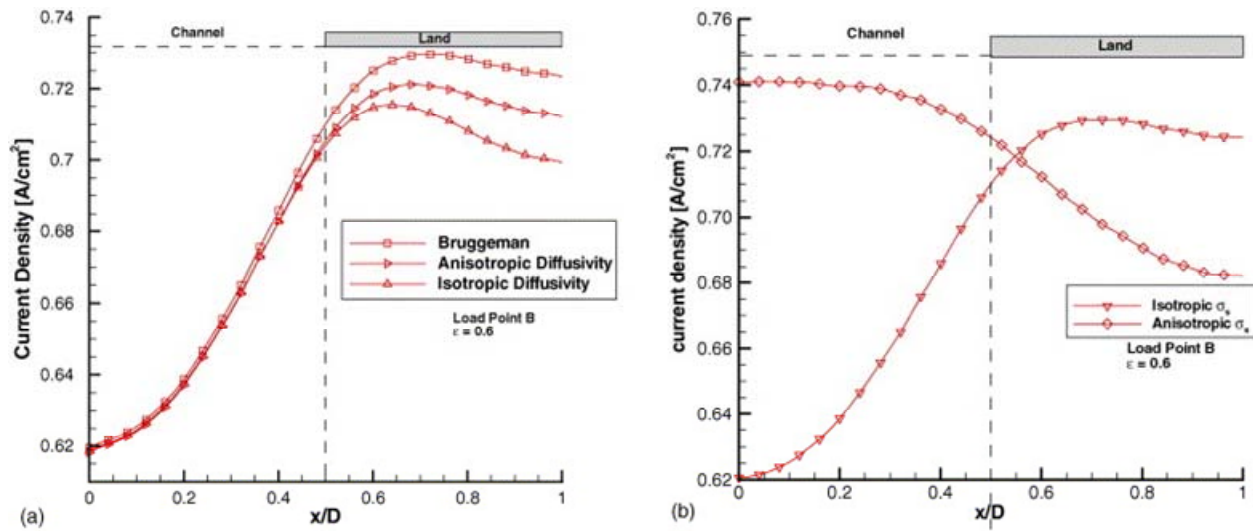 0.74
Channel
Land
0.72
0.7
0.68
0.66
0.64
0.62
Current Density [A/cm²]
Bruggeman
Anisotropic Diffusivity
Isotropic Diffusivity
Load Point B
ε = 0.6
0 0.2 0.4 0.6 0.8 1
(a) x/D
0.76
Channel
Land
0.74
0.72
0.70
0.68
0.66
0.64
0.62
current density [A/cm²]
Isotropic σₛ
Anisotropic σₛ
Load Point B
ε = 0.6
0 0.2 0.4 0.6 0.8 1
(b) x/D